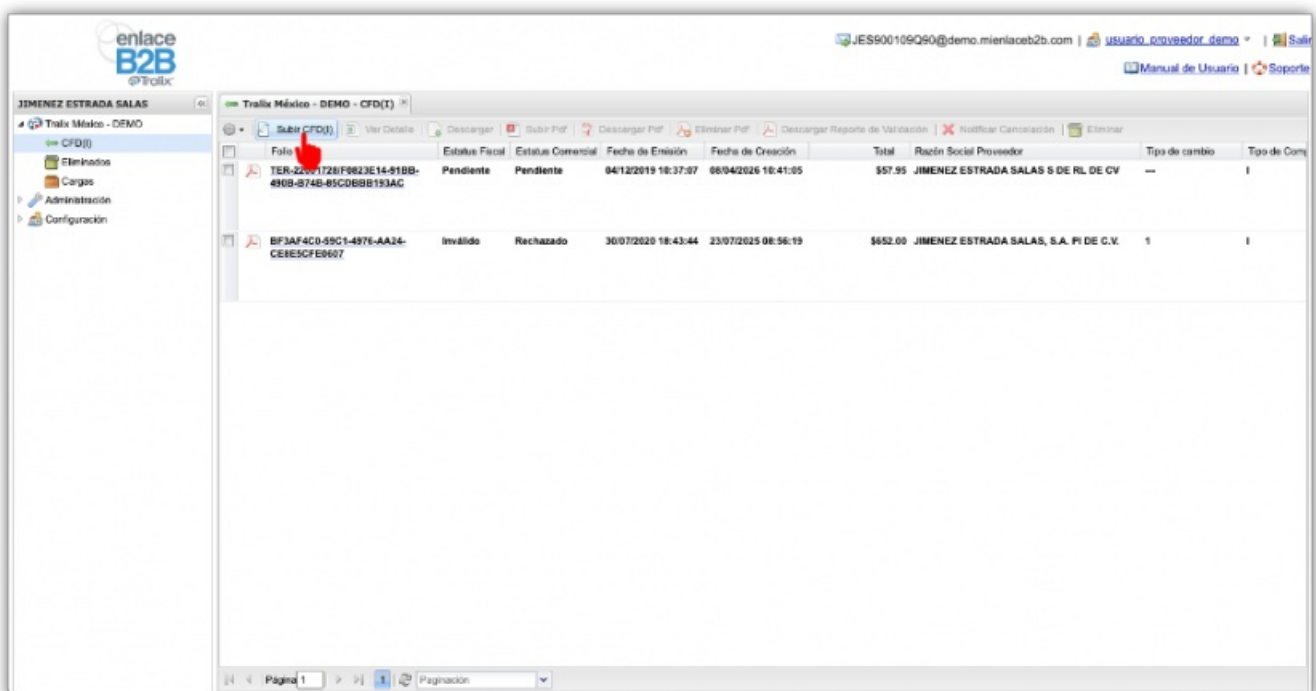 enlace
B2B
Tralix
JES900109Q90@demo.mienlaceb2b.com | usuario_proveedor_demo | Salir
Manual de Usuario | Soporte
JIMENEZ ESTRADA SALAS
Tralix México - DEMO
CFD(I)
Eliminados
Cargas
Administración
Configuración
Tralix México - DEMO - CFD(I)
Subir CFD(I) | Ver Detalle | Descargar | Subir Pdf | Descargar Pdf | Eliminar Pdf | Descargar Reporte de Validación | Notificar Cancelación | Eliminar
Folio Estatus Fiscal Estatus Comercial Fecha de Emisión Fecha de Creación Total Razón Social Proveedor Tipo de cambio Tipo de Comp
Pendiente Pendiente 04/12/2019 10:37:07 08/04/2026 10:41:05 $57.95 JIMENEZ ESTRADA SALAS S DE RL DE CV --- I
490B-B74B-85CDBBB193AC
BF3AF4C0-59C1-4976-AA24- Inválido Rechazado 30/07/2020 18:43:44 23/07/2025 08:56:19 $652.00 JIMENEZ ESTRADA SALAS, S.A. PI DE C.V. 1 I
CE8E5CFE0607
Página 1 1 Paginación